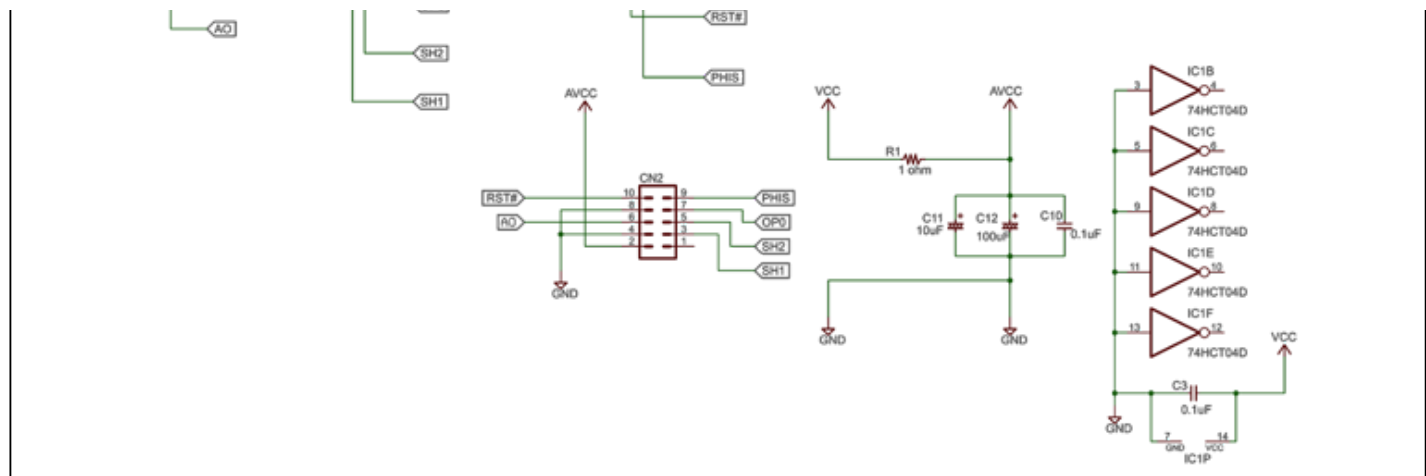 AO
RST#
SH2
PHIS
SH1
AVCC
CN2
RST#
10
9
PHIS
8
7
OP0
AO
6
5
SH2
4
3
2
1
SH1
GND
VCC
AVCC
R1
1 ohm
C11
10uF
C12
100uF
C10
0.1uF
GND
GND
IC1B
3
4
74HCT04D
IC1C
5
6
74HCT04D
IC1D
9
8
74HCT04D
IC1E
11
10
74HCT04D
IC1F
13
12
74HCT04D
VCC
C3
0.1uF
GND
7
GND
14
VCC
IC1P